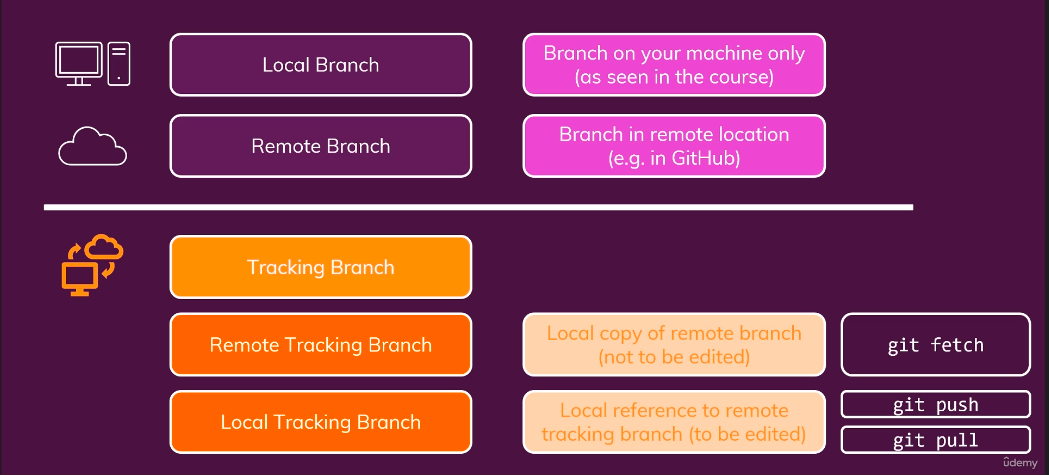 Local Branch
Branch on your machine only
(as seen in the course)
Remote Branch
Branch in remote location
(e.g. in GitHub)
Tracking Branch
Remote Tracking Branch
Local copy of remote branch
(not to be edited)
git fetch
Local Tracking Branch
Local reference to remote
tracking branch (to be edited)
git push
git pull
ûdemy